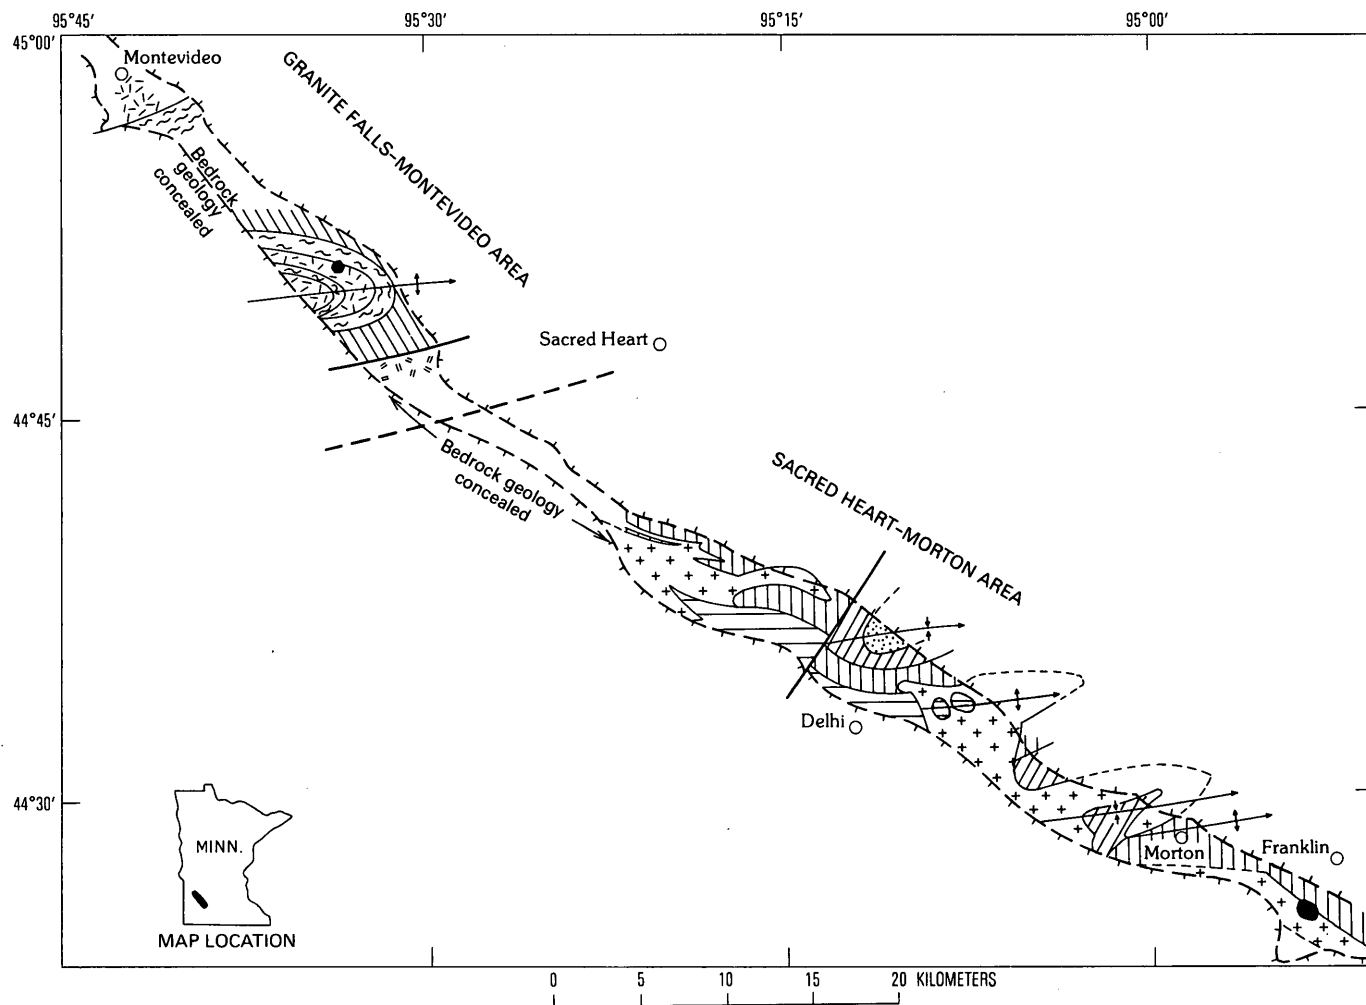 95°45′ 95°30′ 95°15′ 95°00′
45°00′
Montevideo
GRANITE FALLS–MONTEVIDEO AREA
Bedrock
geology
concealed
Sacred Heart
44°45′
Bedrock geology
concealed
SACRED HEART–MORTON AREA
Delhi
44°30′
MINN.
Morton
Franklin
MAP LOCATION
0 5 10 15 20 KILOMETERS